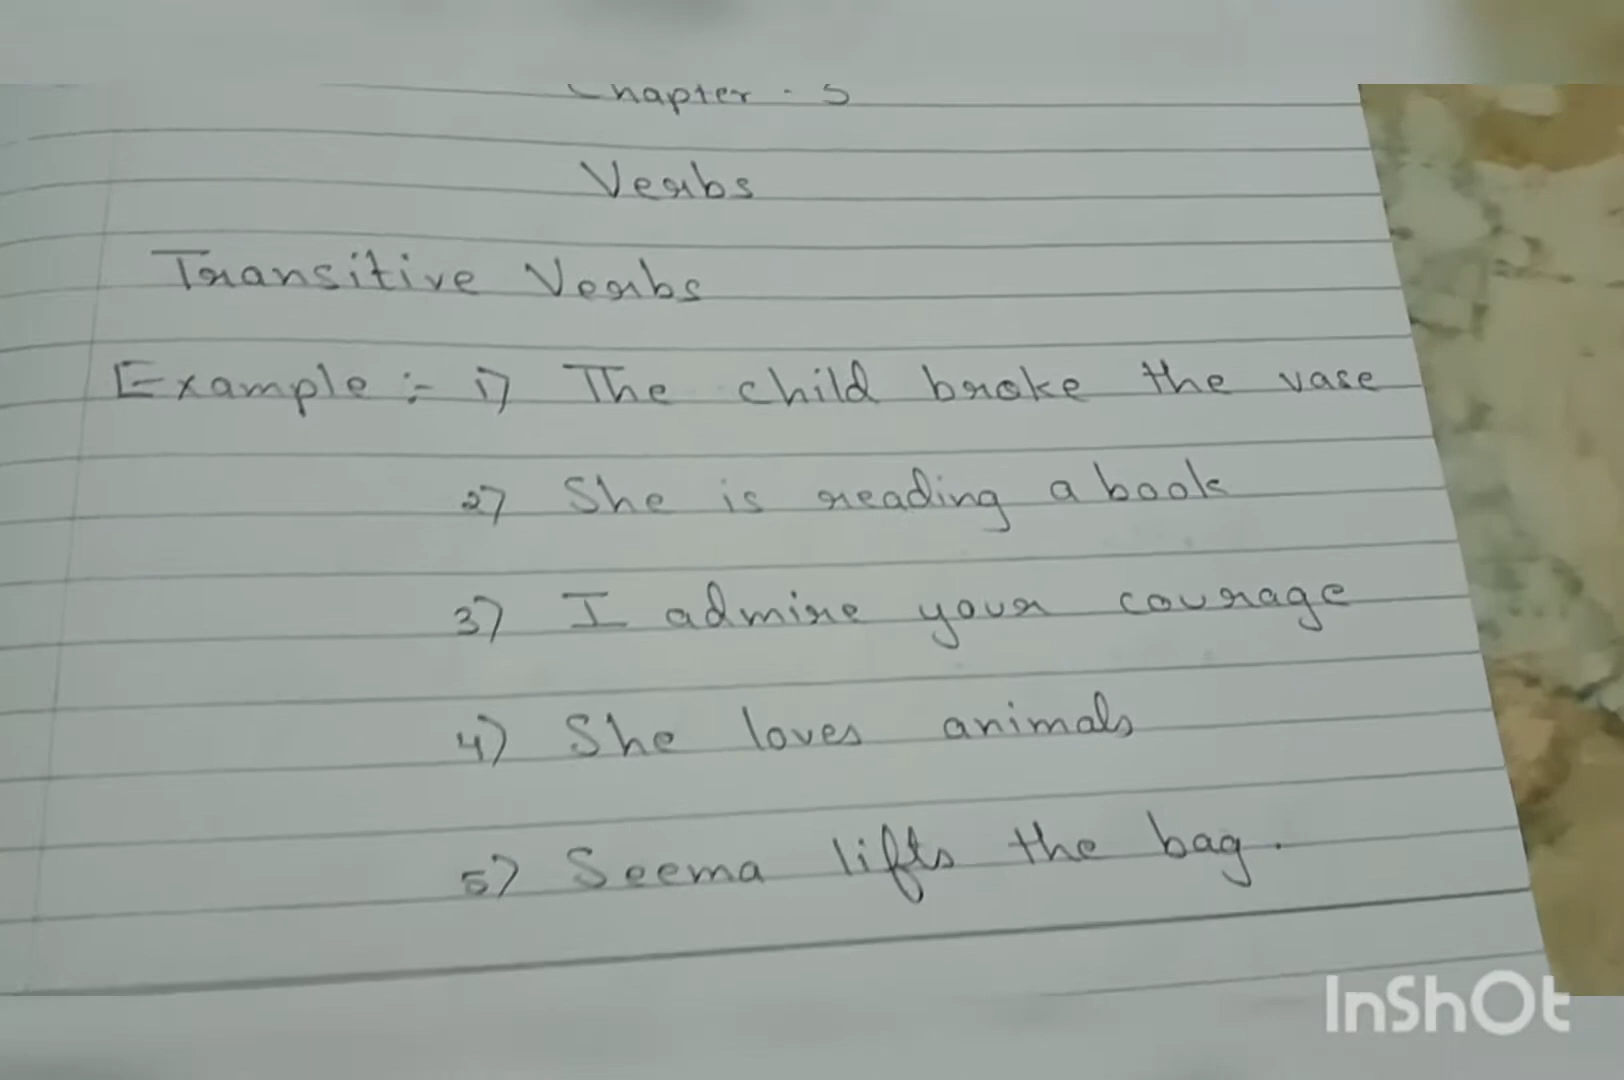 Chapter - 5
Verbs
Transitive Verbs
Example :- 1) The child broke the vase
2) She is reading a book
3) I admire your courage
4) She loves animals
5) Seema lifts the bag.
InShOt